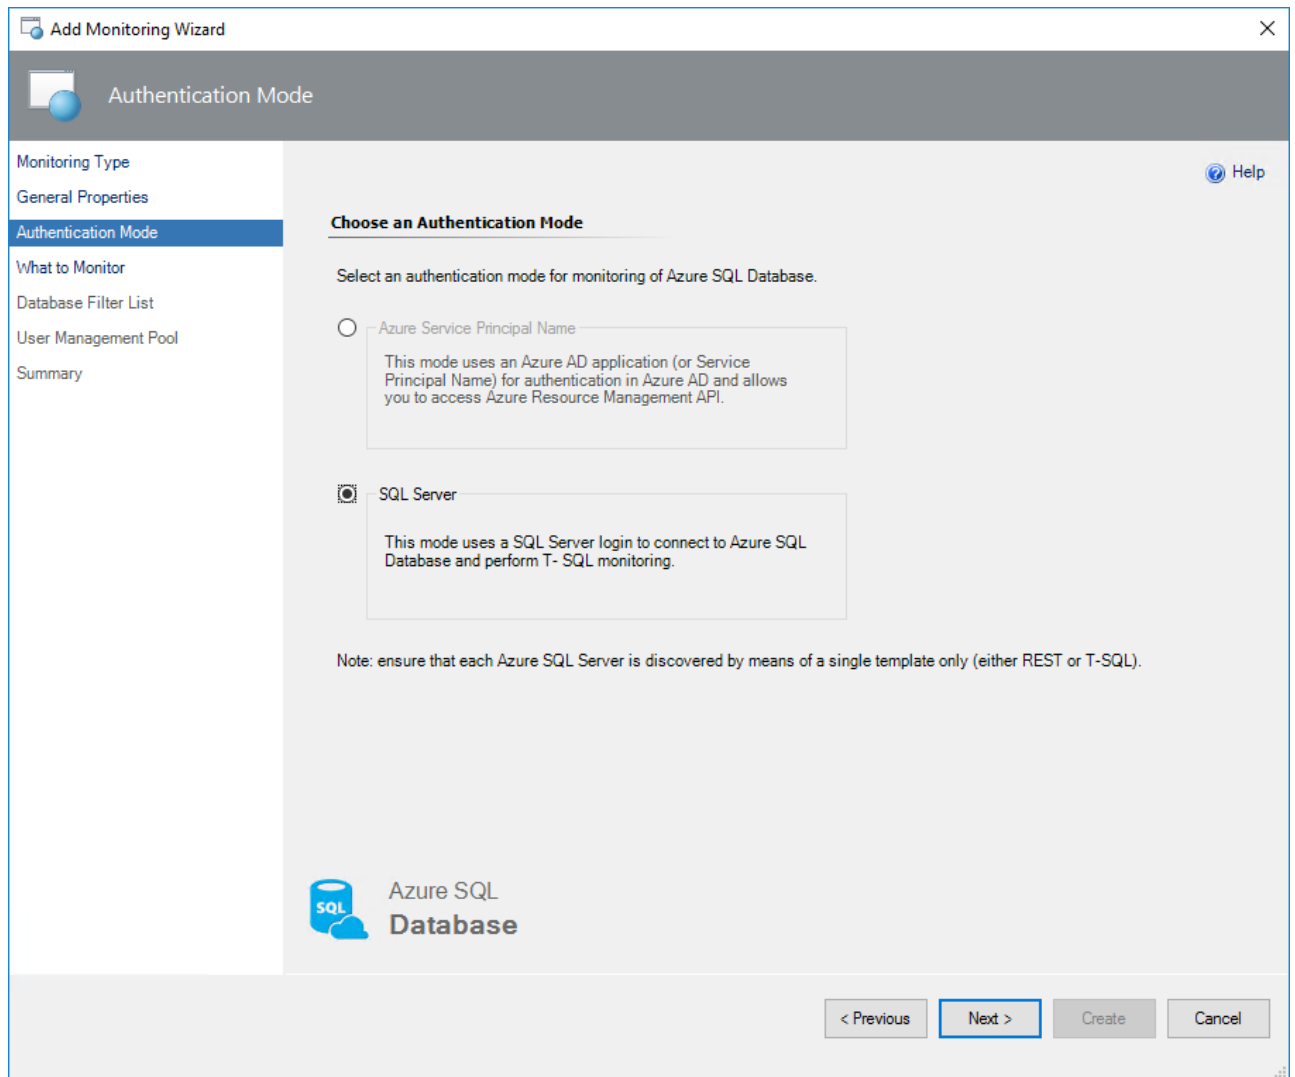 Add Monitoring Wizard
Authentication Mode
Monitoring Type
General Properties
Authentication Mode
What to Monitor
Database Filter List
User Management Pool
Summary
Help
Choose an Authentication Mode
Select an authentication mode for monitoring of Azure SQL Database.
Azure Service Principal Name
This mode uses an Azure AD application (or Service
Principal Name) for authentication in Azure AD and allows
you to access Azure Resource Management API.
SQL Server
This mode uses a SQL Server login to connect to Azure SQL
Database and perform T- SQL monitoring.
Note: ensure that each Azure SQL Server is discovered by means of a single template only (either REST or T-SQL).
SQL
Azure SQL
Database
< Previous
Next >
Create
Cancel